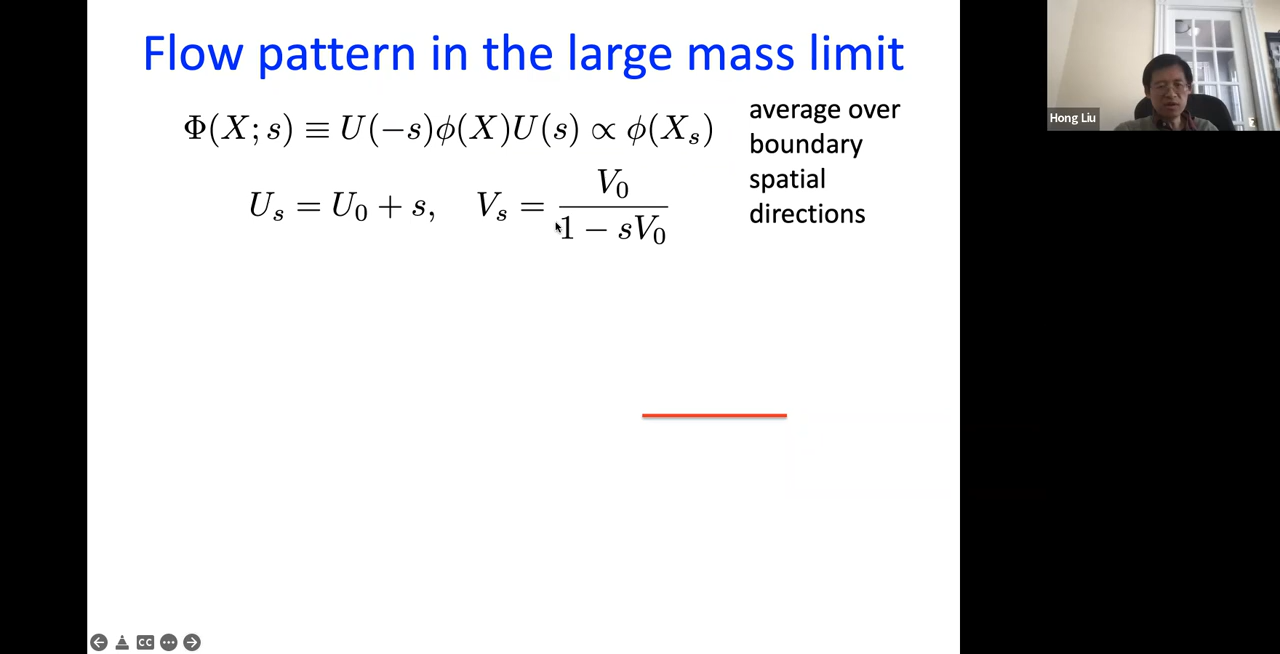 Flow pattern in the large mass limit
Φ(X; s) ≡ U(−s)ϕ(X)U(s) ∝ ϕ(X_s)
U_s = U_0 + s, V_s = V_0 / (1 − sV_0)
average over
boundary
spatial
directions
Hong Liu
CC